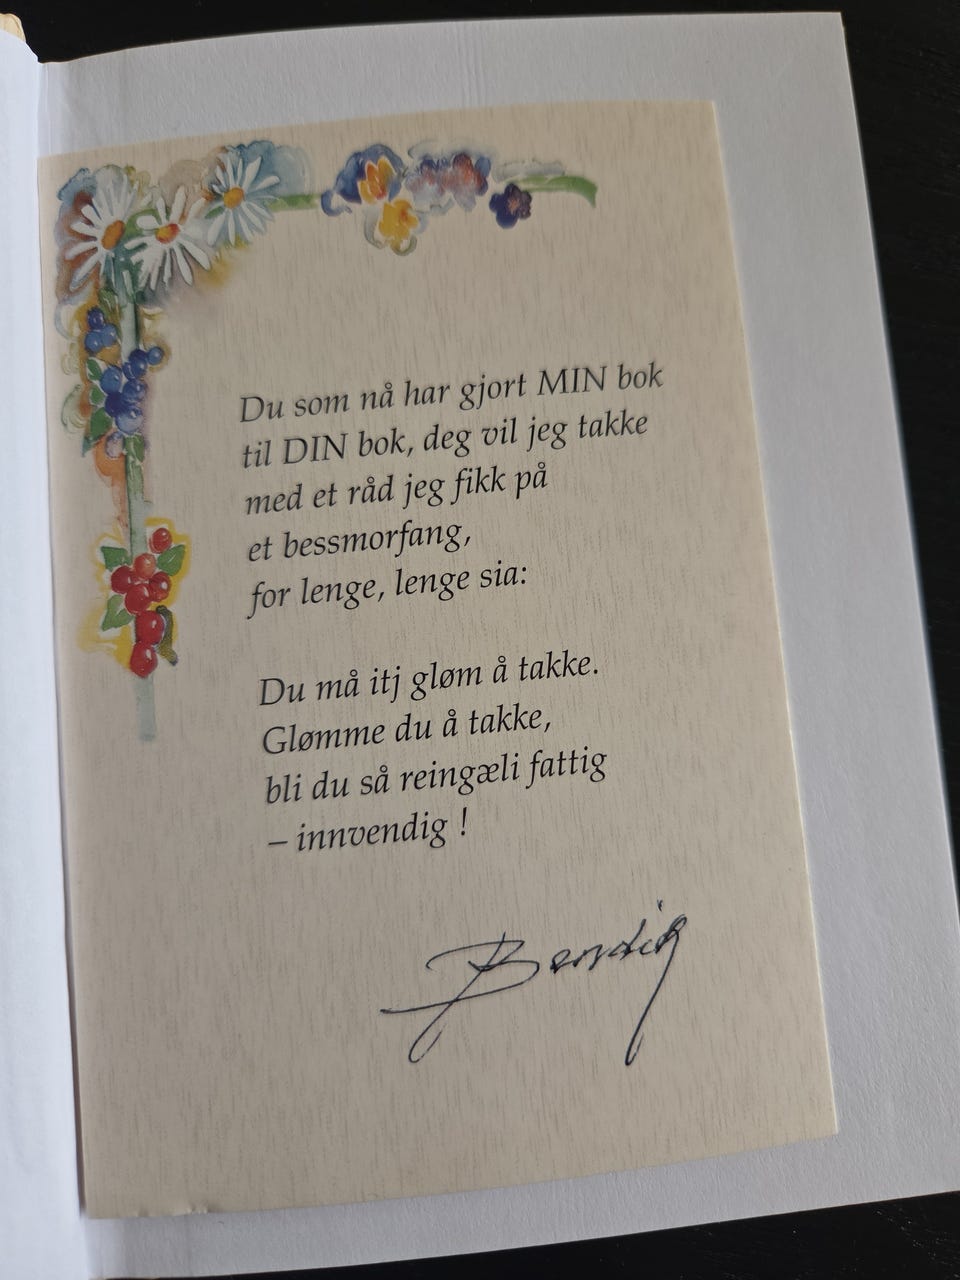 Du som nå har gjort MIN bok
til DIN bok, deg vil jeg takke
med et råd jeg fikk på
et bessmorfang,
for lenge, lenge sia:
Du må itj gløm å takke.
Glømme du å takke,
bli du så reingæli fattig
– innvendig !
Bendik